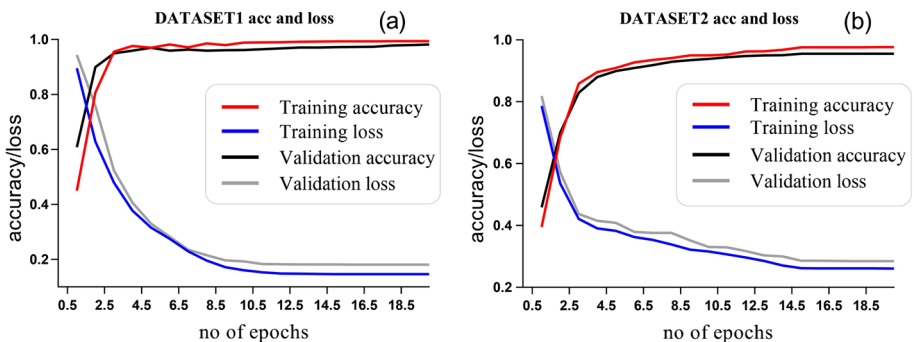 DATASET1 acc and loss
(a)
accuracy/loss
1.0
0.8
0.6
0.4
0.2
Training accuracy
Training loss
Validation accuracy
Validation loss
0.5 2.5 4.5 6.5 8.5 10.5 12.5 14.5 16.5 18.5
no of epochs
DATASET2 acc and loss
(b)
accuracy/loss
1.0
0.8
0.6
0.4
0.2
Training accuracy
Training loss
Validation accuracy
Validation loss
0.5 2.5 4.5 6.5 8.5 10.5 12.5 14.5 16.5 18.5
no of epochs